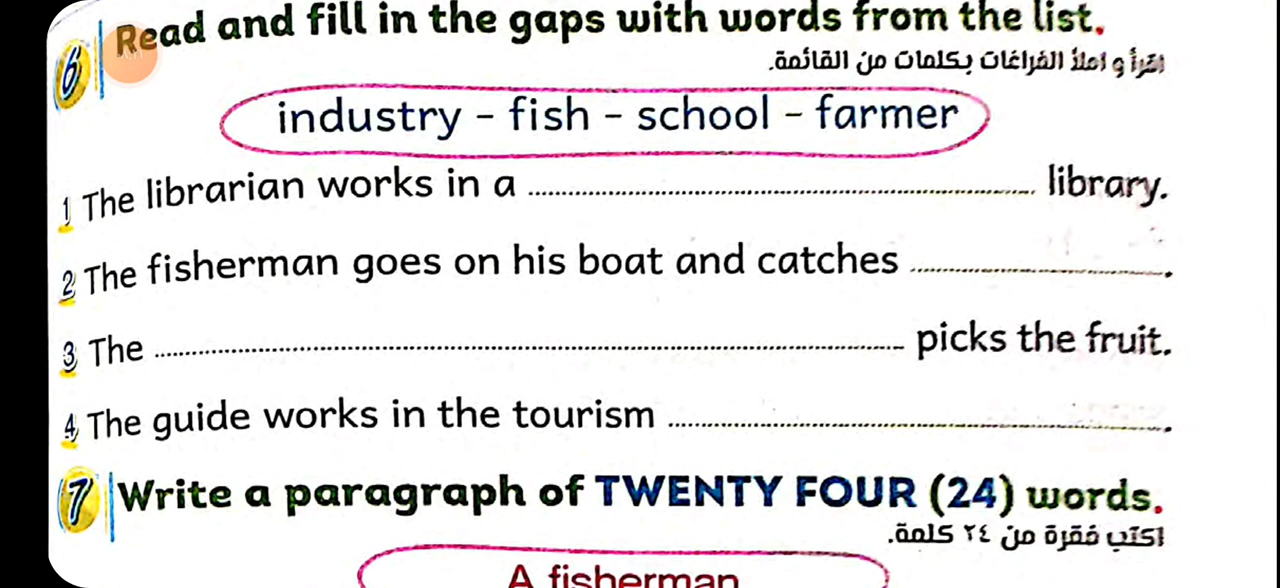 6 Read and fill in the gaps with words from the list.
اقرأ و املأ الفراغات بكلمات من القائمة.
industry - fish - school - farmer
1 The librarian works in a .......... library.
2 The fisherman goes on his boat and catches .......... .
3 The .......... picks the fruit.
4 The guide works in the tourism .......... .
7 Write a paragraph of TWENTY FOUR (24) words.
اكتب فقرة من ٢٤ كلمة.
A fisherman